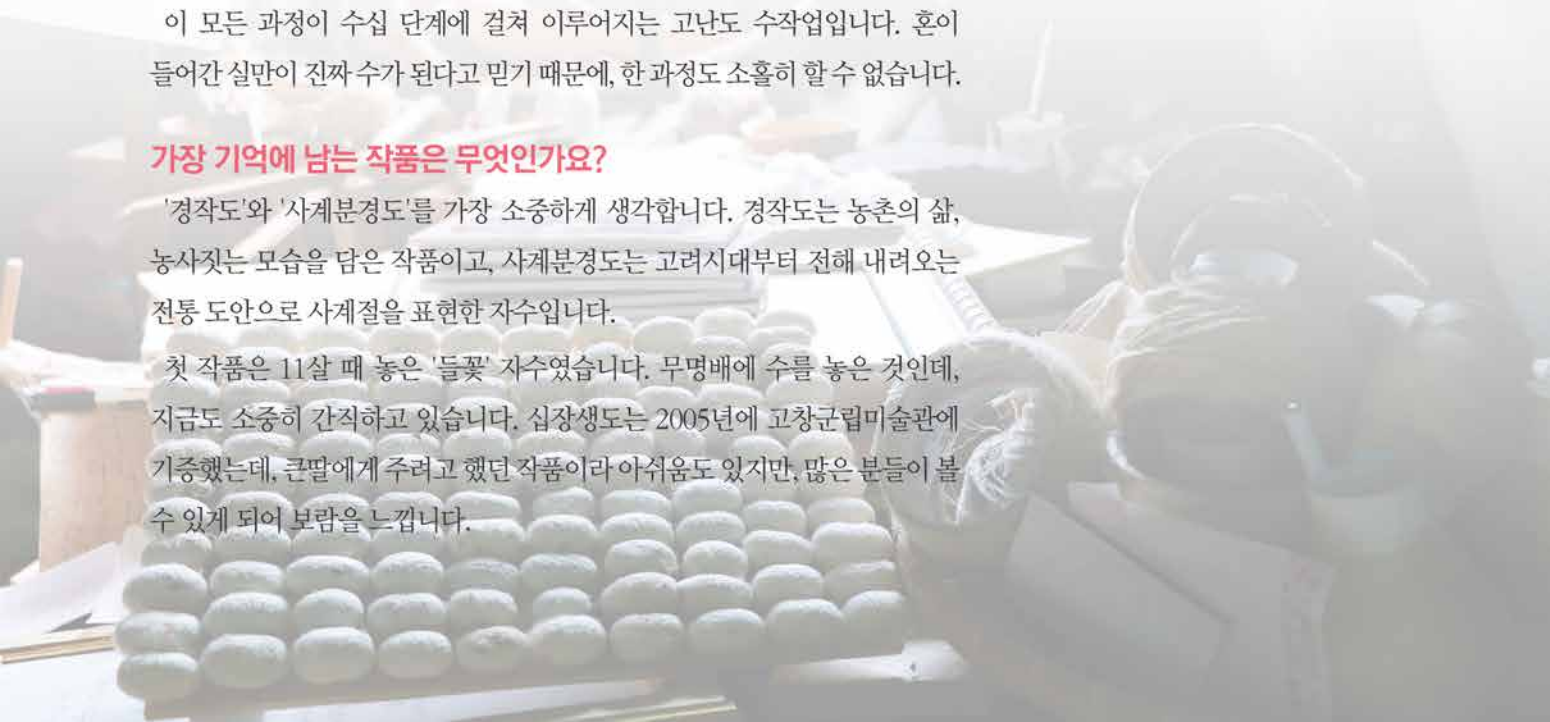 이 모든 과정이 수십 단계에 걸쳐 이루어지는 고난도 수작업입니다. 혼이
들어간 실만이 진짜 수가 된다고 믿기 때문에, 한 과정도 소홀히 할 수 없습니다.
가장 기억에 남는 작품은 무엇인가요?
'경작도'와 '사계분경도'를 가장 소중하게 생각합니다. 경작도는 농촌의 삶,
농사짓는 모습을 담은 작품이고, 사계분경도는 고려시대부터 전해 내려오는
전통 도안으로 사계절을 표현한 자수입니다.
첫 작품은 11살 때 놓은 '들꽃' 자수였습니다. 무명배에 수를 놓은 것인데,
지금도 소중히 간직하고 있습니다. 십장생도는 2005년에 고창군립미술관에
기증했는데, 큰딸에게 주려고 했던 작품이라 아쉬움도 있지만, 많은 분들이 볼
수 있게 되어 보람을 느낍니다.